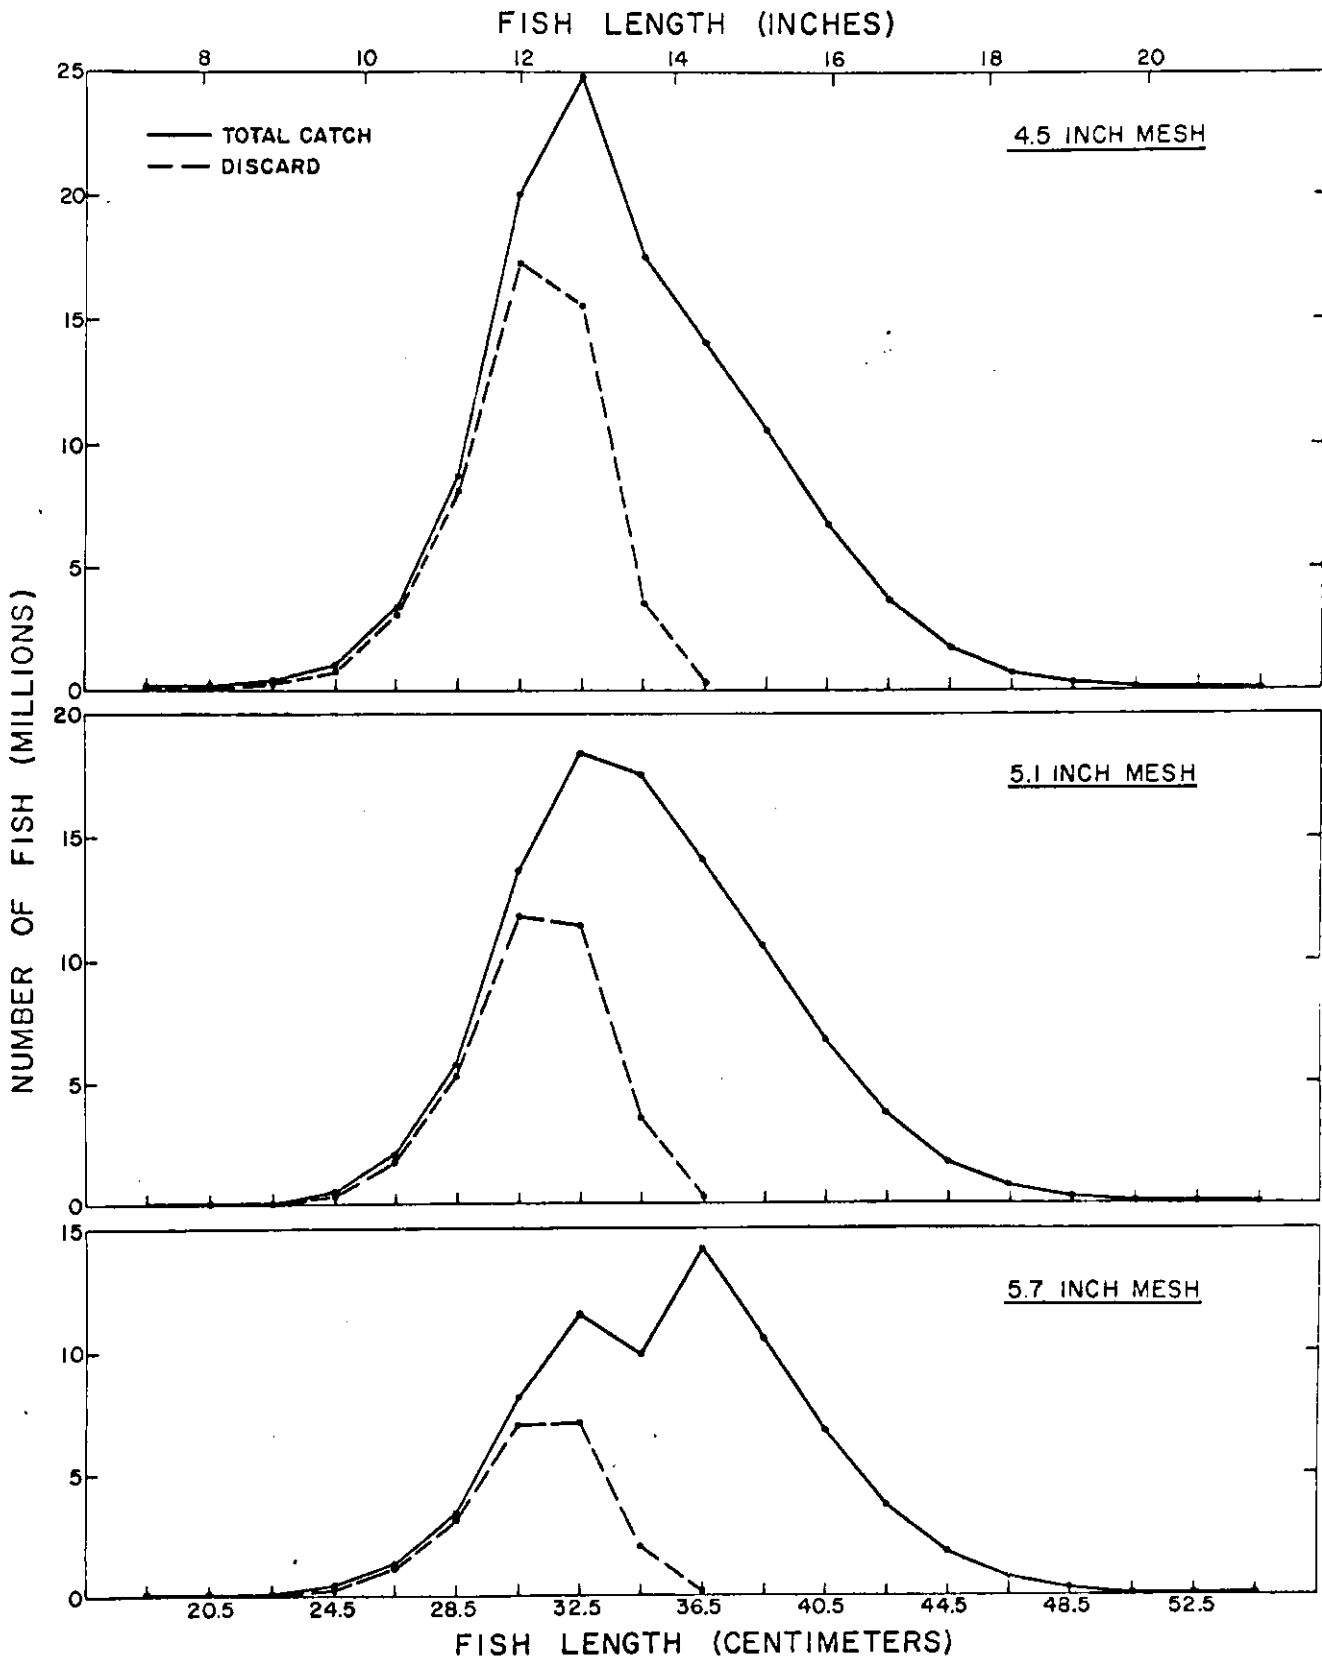 FISH LENGTH (INCHES)
8 10 12 14 16 18 20
25
TOTAL CATCH
4.5 INCH MESH
DISCARD
20
15
10
5
0
NUMBER OF FISH (MILLIONS)
20
5.1 INCH MESH
15
10
5
0
15
5.7 INCH MESH
10
5
0
20.5 24.5 28.5 32.5 36.5 40.5 44.5 48.5 52.5
FISH LENGTH (CENTIMETERS)